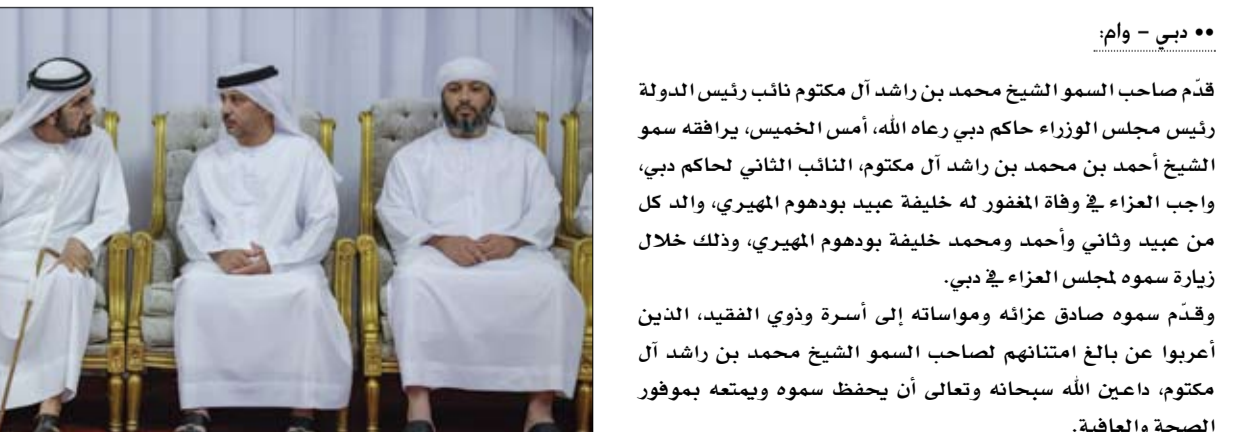 •• دبي – وام:
قدّم صاحب السمو الشيخ محمد بن راشد آل مكتوم نائب رئيس الدولة
رئيس مجلس الوزراء حاكم دبي رعاه الله، أمس الخميس، يرافقه سمو
الشيخ أحمد بن محمد بن راشد آل مكتوم، النائب الثاني لحاكم دبي،
واجب العزاء في وفاة المغفور له خليفة عبيد بودهوم المهيري، والد كل
من عبيد وثاني وأحمد ومحمد خليفة بودهوم المهيري، وذلك خلال
زيارة سموه لمجلس العزاء في دبي.
وقدّم سموه صادق عزائه ومواساته إلى أسرة وذوي الفقيد، الذين
أعربوا عن بالغ امتنانهم لصاحب السمو الشيخ محمد بن راشد آل
مكتوم، داعين الله سبحانه وتعالى أن يحفظ سموه ويمتعه بموفور
الصحة والعافية.